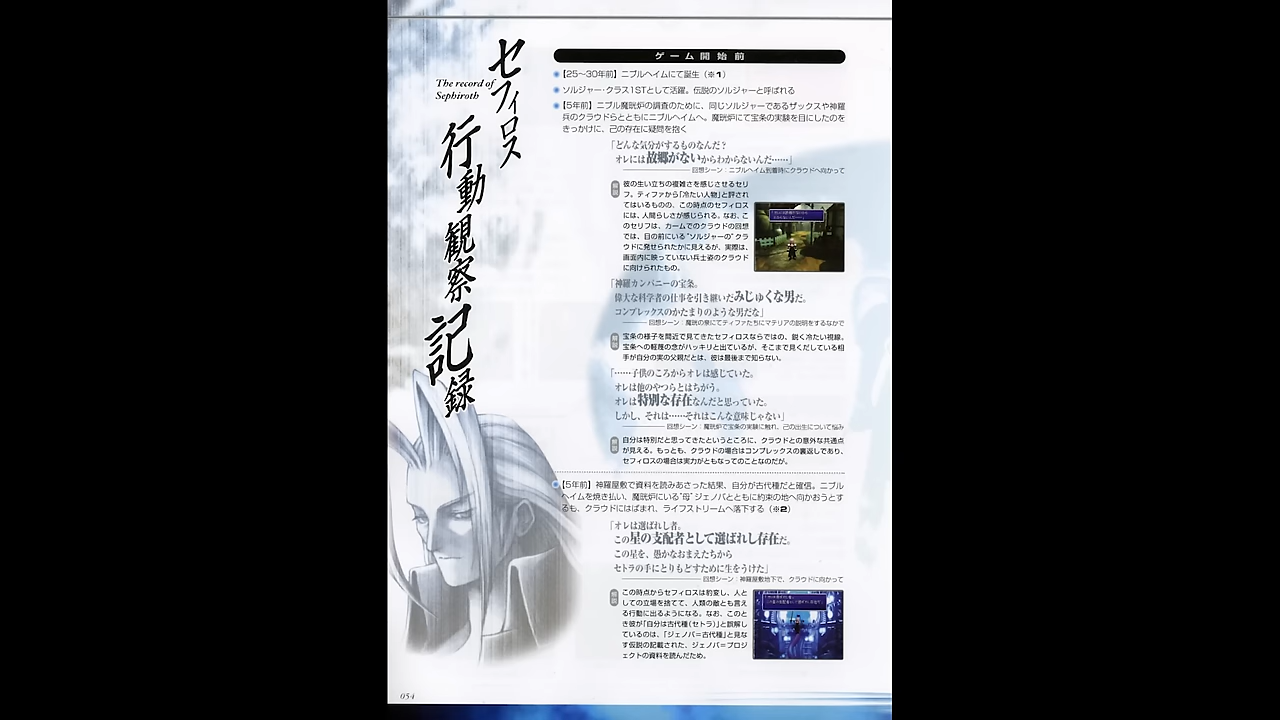 The record of
Sephiroth
セフィロス
行動観察記録
ゲーム開始前
【25～30年前】ニブルヘイムにて誕生（※1）
ソルジャー・クラス1STとして活躍。伝説のソルジャーと呼ばれる
【5年前】ニブル魔晄炉の調査のために、同じソルジャーであるザックスや神羅
兵のクラウドらとともにニブルヘイムへ。魔晄炉にて宝条の実験を目にしたのを
きっかけに、己の存在に疑問を抱く
「どんな気分がするものなんだ？
オレには故郷がないからわからないんだ……」
回想シーン：ニブルヘイム到着時にクラウドへ向かって
解説
彼の生い立ちの複雑さを感じさせるセリ
フ。ティファから「冷たい人物」と評され
てはいるものの、この時点のセフィロス
には、人間らしさが感じられる。なお、こ
のセリフは、カームでのクラウドの回想
では、目の前にいる"ソルジャーの"クラ
ウドに発せられたかに見えるが、実際は、
画面内に映っていない兵士姿のクラウド
に向けられたもの。
「神羅カンパニーの宝条。
偉大な科学者の仕事を引き継いだみじゅくな男だ。
コンプレックスのかたまりのような男だな」
回想シーン：魔晄の泉にてティファたちにマテリアの説明をするなかで
解説
宝条の様子を間近で見てきたセフィロスならではの、鋭く冷たい視線。
宝条への軽蔑の念がハッキリと出ているが、そこまで見くだしている相
手が自分の実の父親だとは、彼は最後まで知らない。
「……子供のころからオレは感じていた。
オレは他のやつらとはちがう。
オレは特別な存在なんだと思っていた。
しかし、それは……それはこんな意味じゃない」
回想シーン：魔晄炉で宝条の実験に触れ、己の出生について悩み
解説
自分は特別だと思ってきたというところに、クラウドとの意外な共通点
が見える。もっとも、クラウドの場合はコンプレックスの裏返しであり、
セフィロスの場合は実力がともなってのことなのだが。
【5年前】神羅屋敷で資料を読みあさった結果、自分が古代種だと確信。ニブル
ヘイムを焼き払い、魔晄炉にいる"母"ジェノバとともに約束の地へ向かおうとす
るも、クラウドにはばまれ、ライフストリームへ落下する（※2）
「オレは選ばれし者。
この星の支配者として選ばれし存在だ。
この星を、愚かなおまえたちから
セトラの手にとりもどすために生をうけた」
回想シーン：神羅屋敷地下で、クラウドに向かって
解説
この時点からセフィロスは豹変し、人と
しての立場を捨てて、人類の敵とも言え
る行動に出るようになる。なお、このと
き彼が「自分は古代種（セトラ）」と誤解し
ているのは、「ジェノバ＝古代種」と見な
す仮説の記載された、ジェノバ＝プロジ
ェクトの資料を読んだため。
054